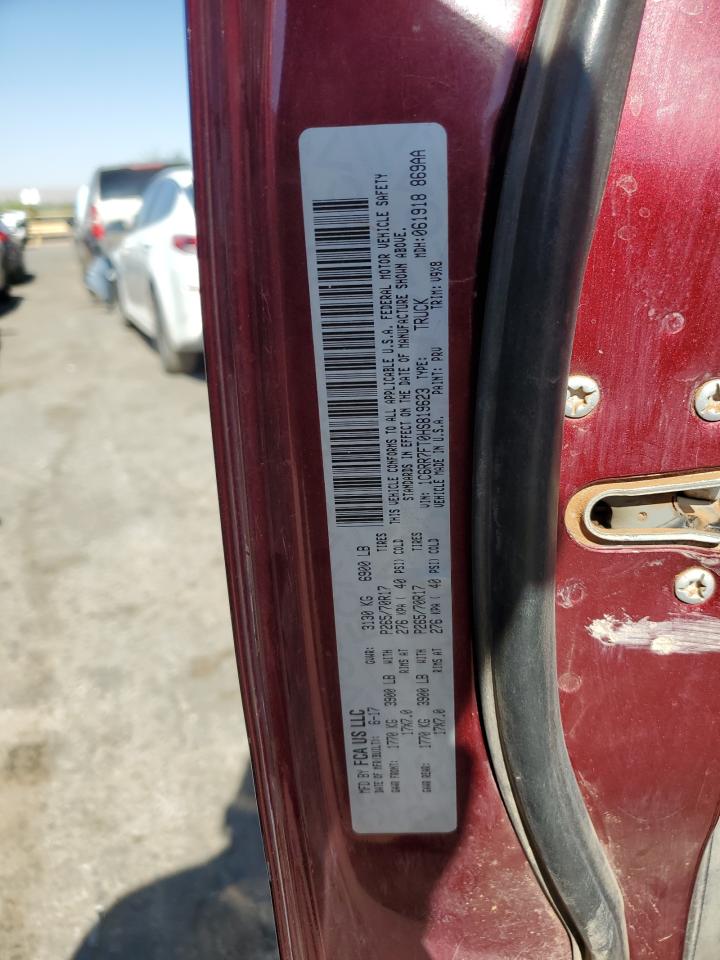 MFD BY FCA US LLC
DATE OF MFR(BUILT): 6-17 GVWR: 3130 KG 6900 LB
GAWR FRONT: 1770 KG 3900 LB WITH P265/70R17 TIRES
17X7.0 RIMS AT 276 KPA ( 40 PSI) COLD
GAWR REAR: 1770 KG 3900 LB WITH P265/70R17 TIRES
17X7.0 RIMS AT 276 KPA ( 40 PSI) COLD
THIS VEHICLE CONFORMS TO ALL APPLICABLE U.S.A. FEDERAL MOTOR VEHICLE SAFETY
STANDARDS IN EFFECT ON THE DATE OF MANUFACTURE SHOWN ABOVE.
VIN: 1C6RR7FT0HS819623 TYPE: TRUCK MDH:061918 869AA
VEHICLE MADE IN U.S.A. PAINT: PRV TRIM: V9X8